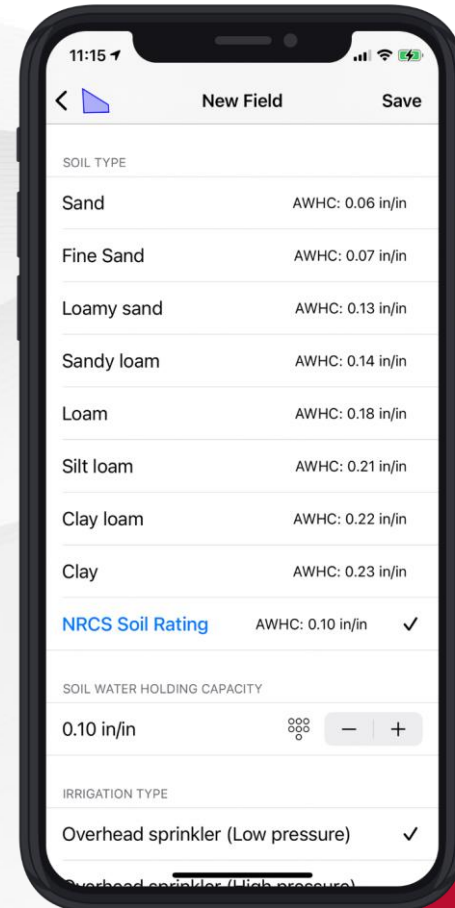 11:15
New Field
Save
SOIL TYPE
Sand AWHC: 0.06 in/in
Fine Sand AWHC: 0.07 in/in
Loamy sand AWHC: 0.13 in/in
Sandy loam AWHC: 0.14 in/in
Loam AWHC: 0.18 in/in
Silt loam AWHC: 0.21 in/in
Clay loam AWHC: 0.22 in/in
Clay AWHC: 0.23 in/in
NRCS Soil Rating AWHC: 0.10 in/in
SOIL WATER HOLDING CAPACITY
0.10 in/in
IRRIGATION TYPE
Overhead sprinkler (Low pressure)
Overhead sprinkler (High pressure)